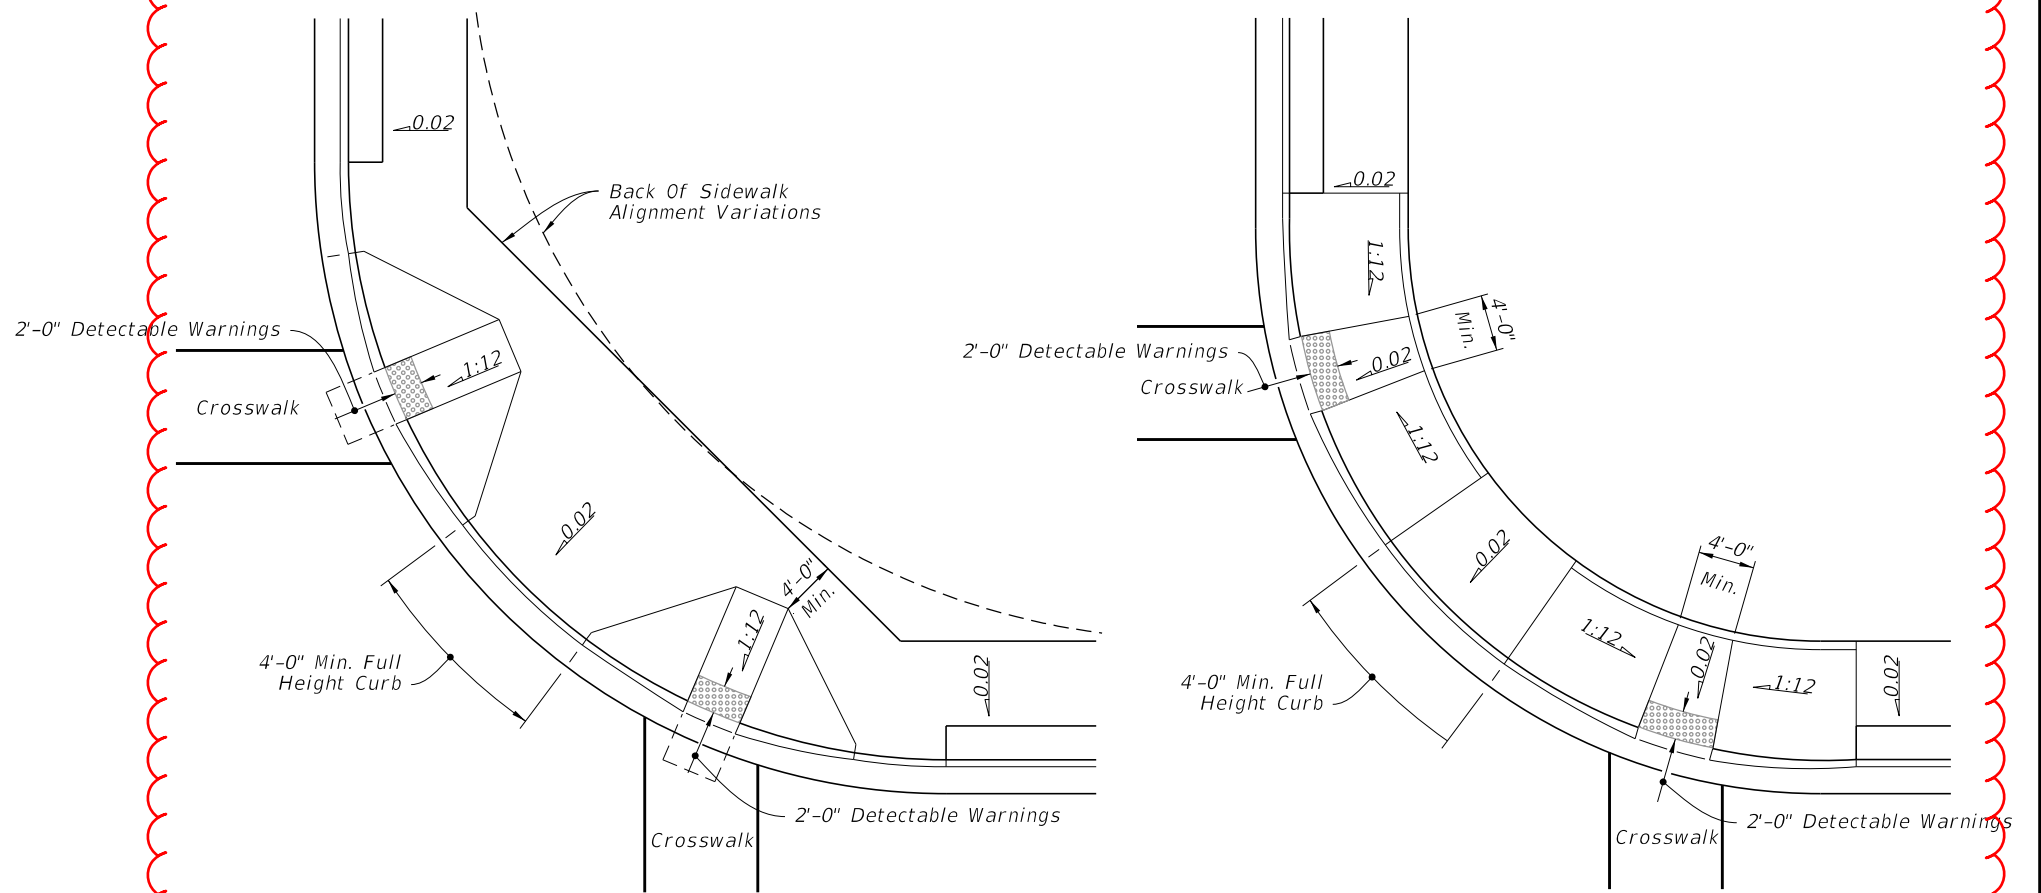 0.02
Back Of Sidewalk
Alignment Variations
2'-0" Detectable Warnings
1:12
Crosswalk
0.02
4'-0"
Min.
1:12
4'-0" Min. Full
Height Curb
0.02
2'-0" Detectable Warnings
Crosswalk
0.02
1:12
4'-0"
Min.
2'-0" Detectable Warnings
0.02
Crosswalk
1:12
0.02
4'-0"
Min.
1:12
0.02
1:12
0.02
4'-0" Min. Full
Height Curb
2'-0" Detectable Warnings
Crosswalk